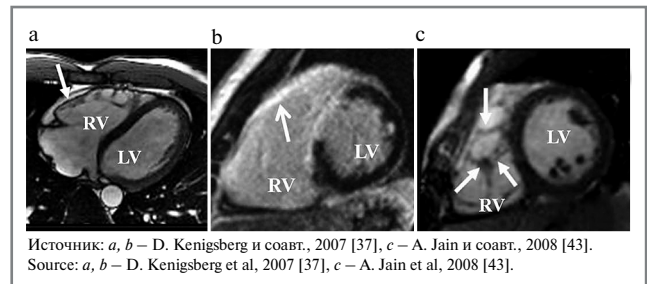 a b c
RV LV RV LV RV LV
Источник: a, b – D. Kenigsberg и соавт., 2007 [37], c – A. Jain и соавт., 2008 [43].
Source: a, b – D. Kenigsberg et al, 2007 [37], c – A. Jain et al, 2008 [43].